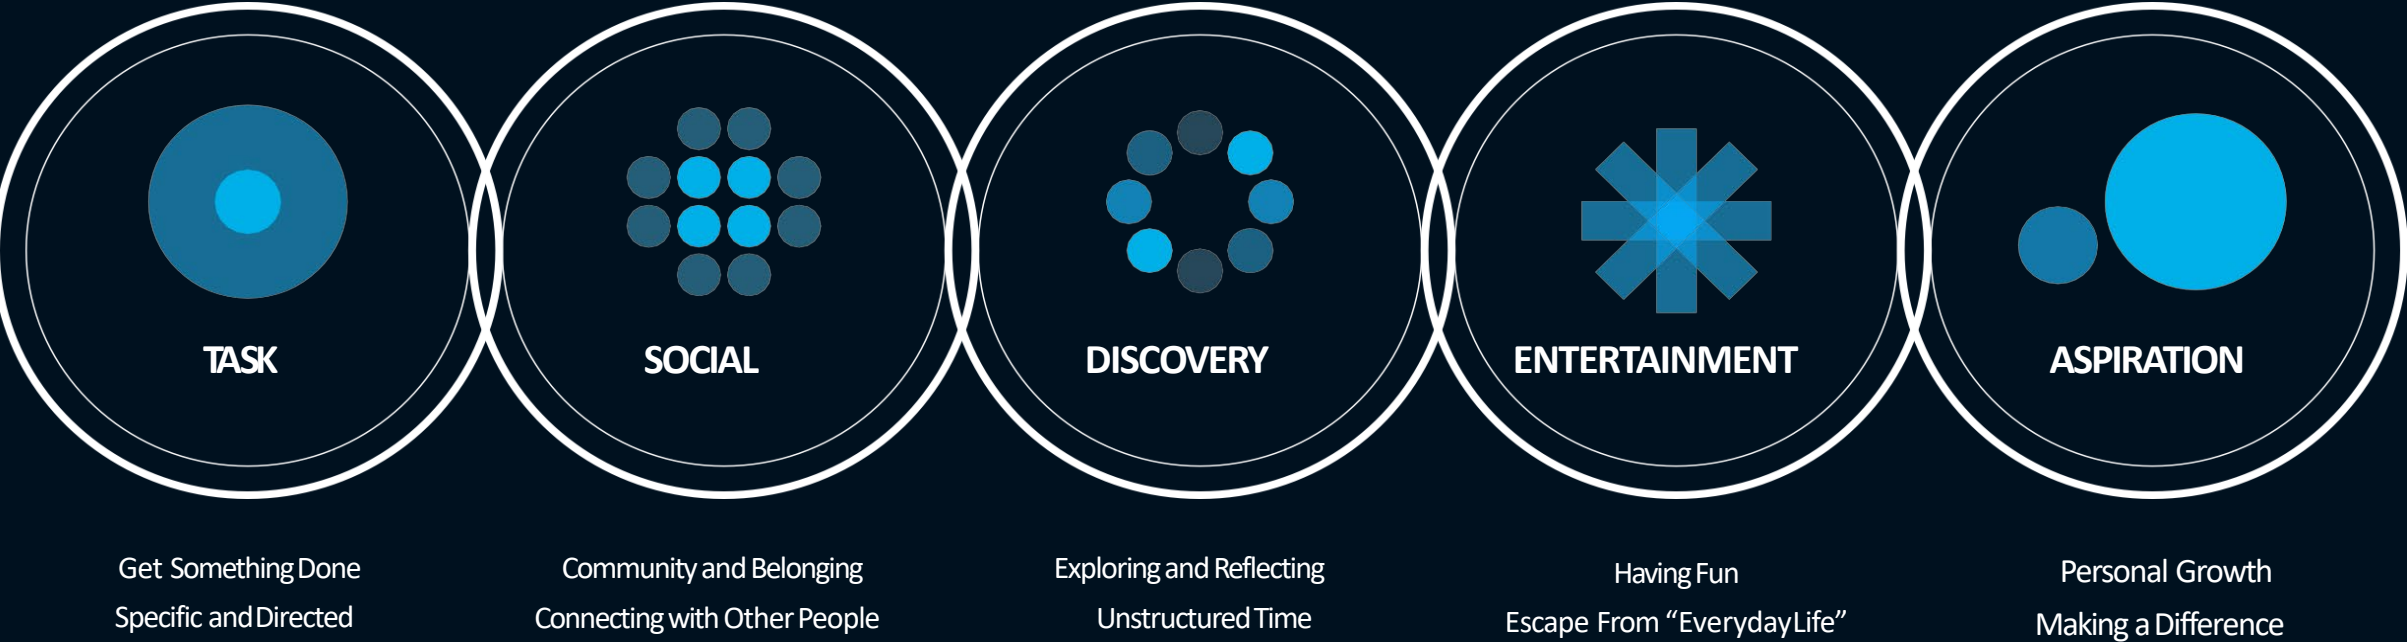 TASK
SOCIAL
DISCOVERY
ENTERTAINMENT
ASPIRATION
Get Something Done
Specific and Directed
Community and Belonging
Connecting with Other People
Exploring and Reflecting
Unstructured Time
Having Fun
Escape From “Everyday Life”
Personal Growth
Making a Difference